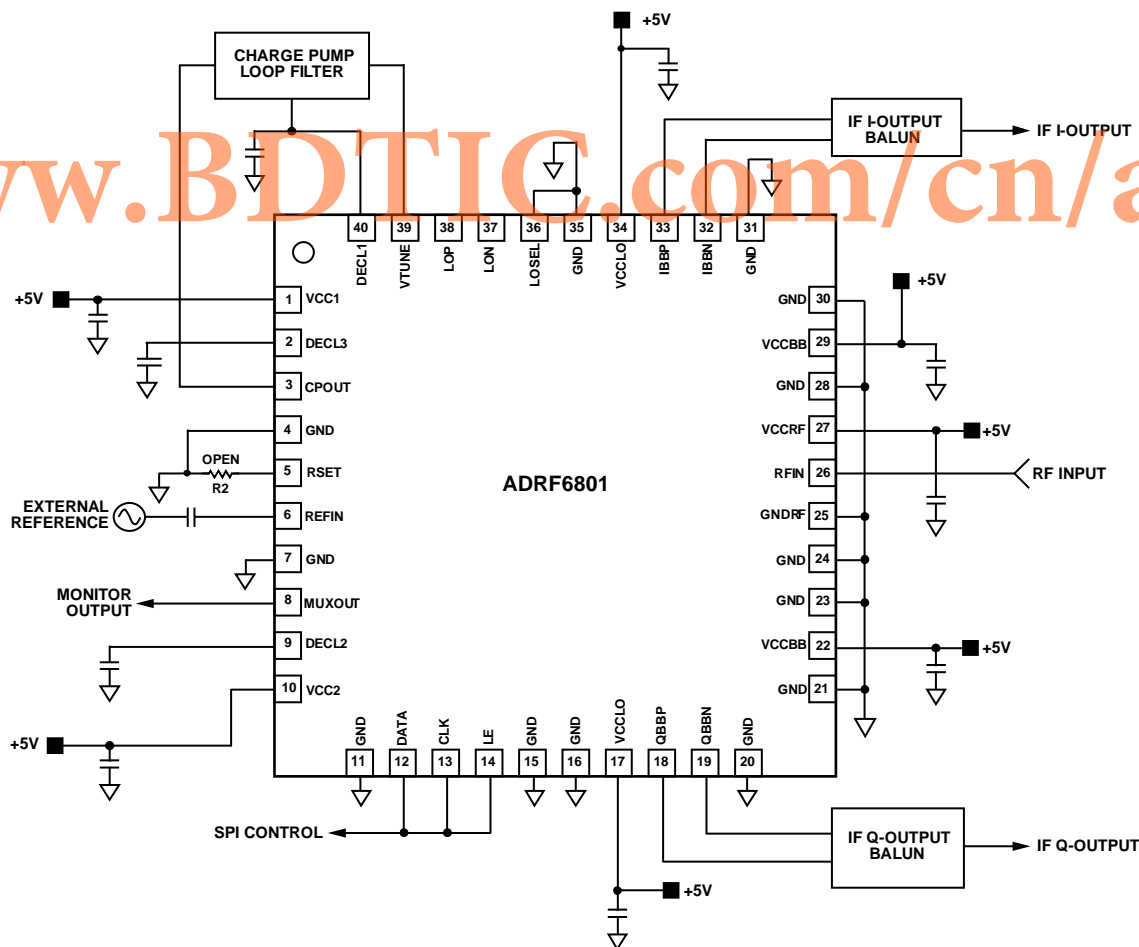 +5V
CHARGE PUMP
LOOP FILTER
IF I-OUTPUT
BALUN
IF I-OUTPUT
www.BDTIC.com/cn/a
40
39
38
37
36
35
34
33
32
31
DECL1
VTUNE
LOP
LON
LOSEL
GND
VCCLO
IBBP
IBBN
GND
+5V
1
VCC1
2
DECL3
3
CPOUT
4
GND
OPEN
R2
5
RSET
EXTERNAL
REFERENCE
6
REFIN
7
GND
MONITOR
OUTPUT
8
MUXOUT
9
DECL2
10
VCC2
+5V
ADRF6801
GND
30
+5V
VCCBB
29
GND
28
VCCRF
27
+5V
RFIN
26
RF INPUT
GNDRF
25
GND
24
GND
23
VCCBB
22
+5V
GND
21
GND
DATA
CLK
LE
GND
GND
VCCLO
QBBP
QBBN
GND
11
12
13
14
15
16
17
18
19
20
SPI CONTROL
IF Q-OUTPUT
BALUN
IF Q-OUTPUT
+5V